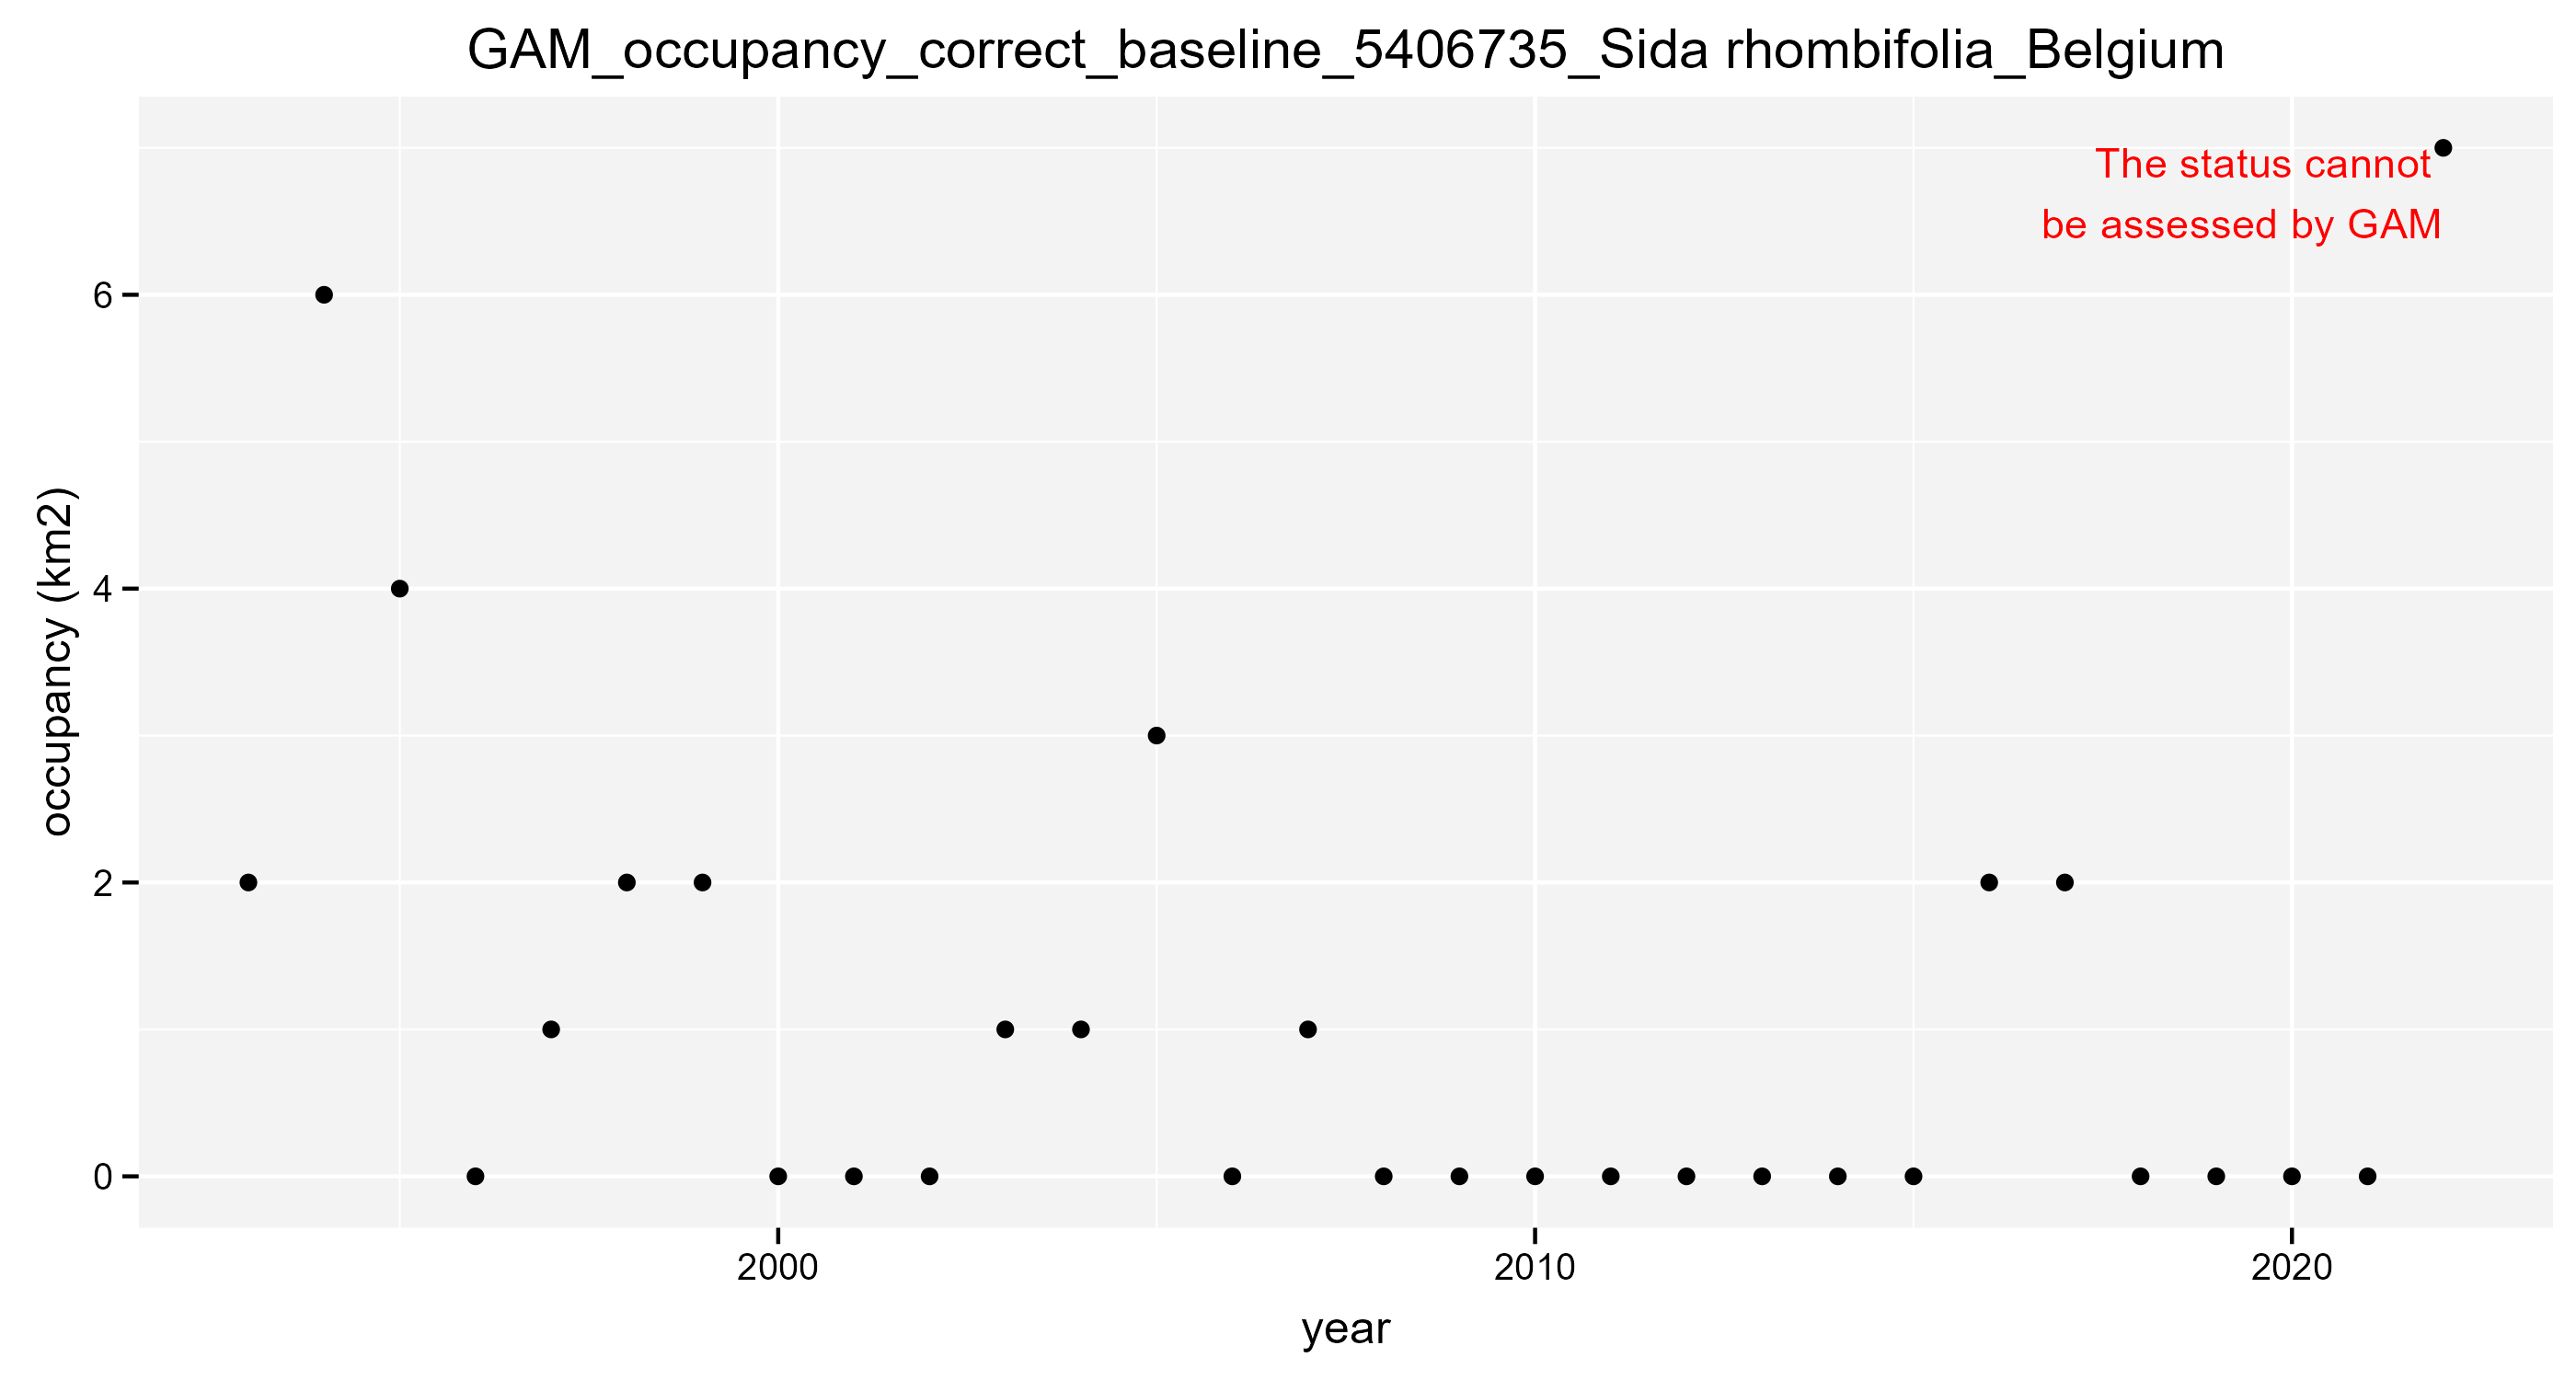 GAM_occupancy_correct_baseline_5406735_Sida rhombifolia_Belgium
The status cannot
be assessed by GAM
occupancy (km2)
6
4
2
0
2000
2010
2020
year